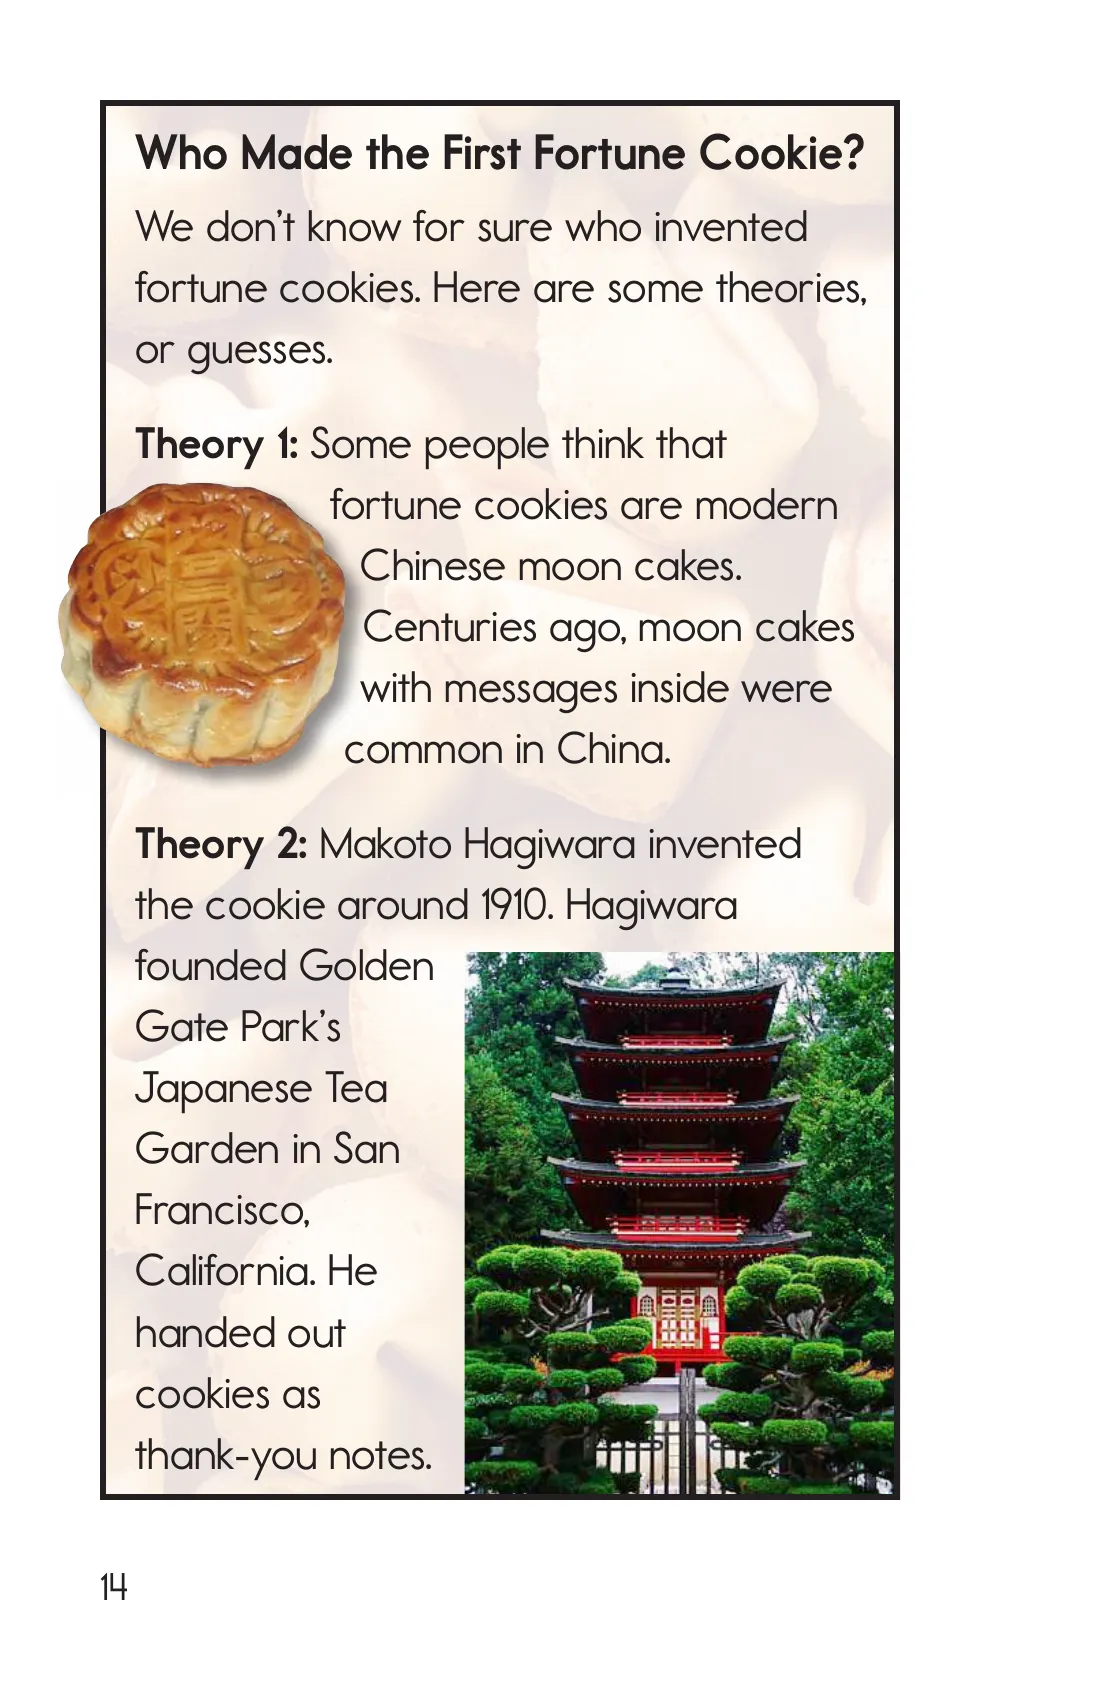 Who Made the First Fortune Cookie?
We don’t know for sure who invented
fortune cookies. Here are some theories,
or guesses.
Theory 1: Some people think that
fortune cookies are modern
Chinese moon cakes.
Centuries ago, moon cakes
with messages inside were
common in China.
Theory 2: Makoto Hagiwara invented
the cookie around 1910. Hagiwara
founded Golden
Gate Park’s
Japanese Tea
Garden in San
Francisco,
California. He
handed out
cookies as
thank-you notes.
14